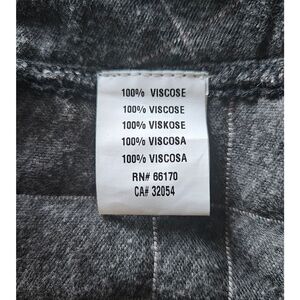 100% VISCOSE
100% VISCOSE
100% VISKOSE
100% VISCOSA
100% VISCOSA
RN# 66170
CA# 32054